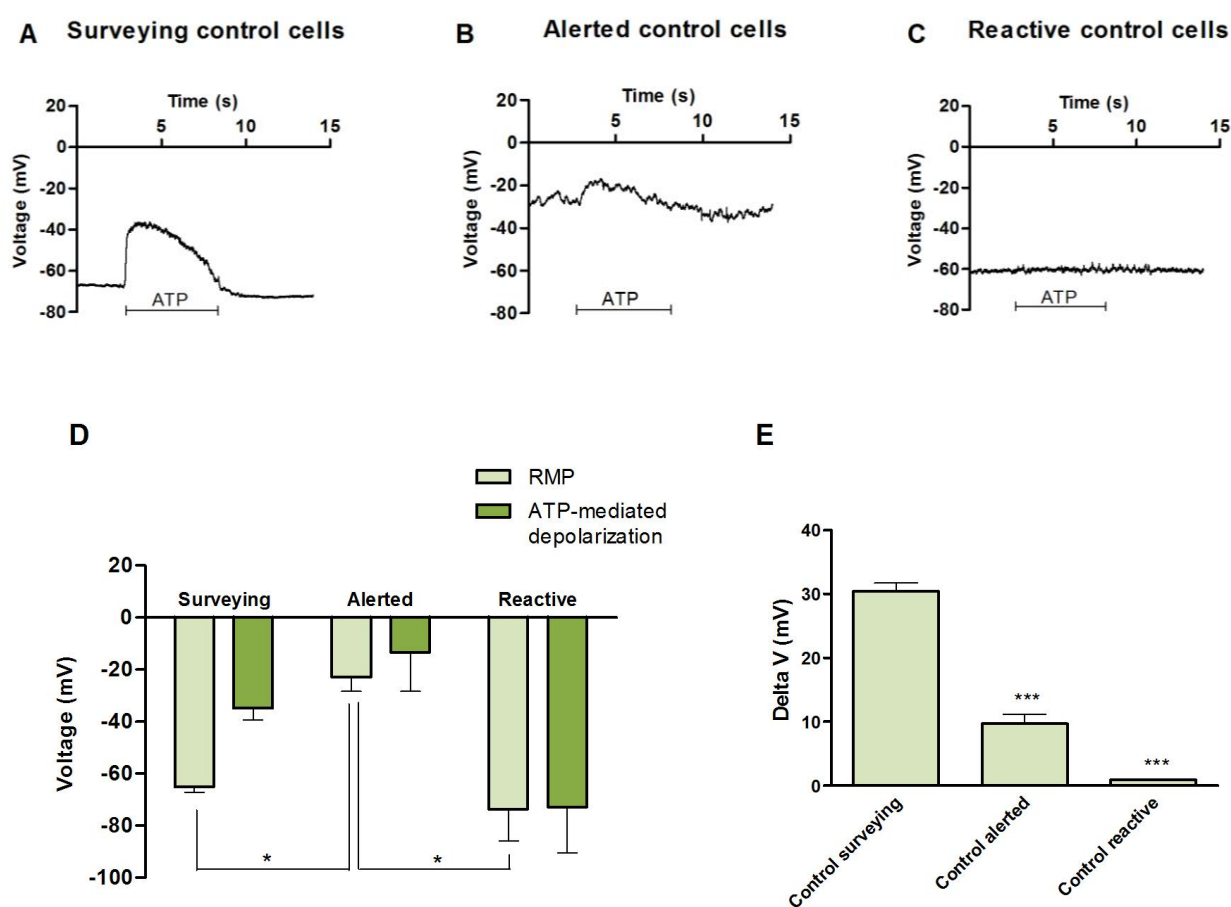 A Surveying control cells
B Alerted control cells
C Reactive control cells
Time (s)
5 10 15
20
0
-20
-40
-60
-80
Voltage (mV)
ATP
Time (s)
5 10 15
20
0
-20
-40
-60
-80
Voltage (mV)
ATP
Time (s)
5 10 15
20
0
-20
-40
-60
-80
Voltage (mV)
ATP
D
RMP
ATP-mediated
depolarization
20
0
-20
-40
-60
-80
-100
Voltage (mV)
Surveying Alerted Reactive
* *
E
40
30
20
10
0
Delta V (mV)
***
***
Control surveying
Control alerted
Control reactive